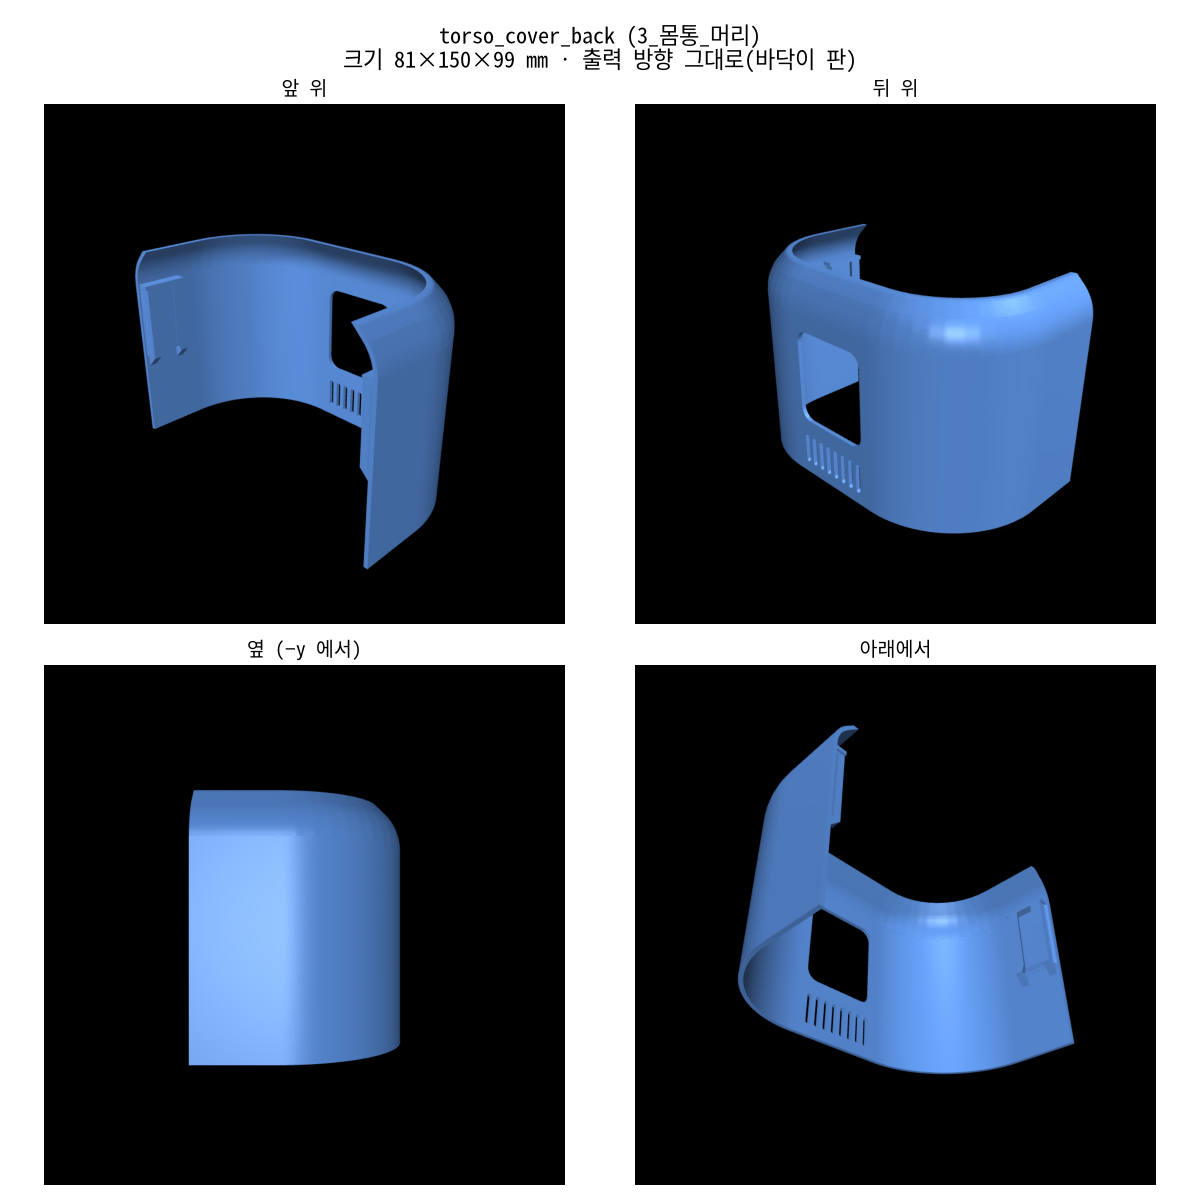 torso_cover_back (3_몸통_머리)
크기 81×150×99 mm · 출력 방향 그대로(바닥이 판)
앞 위
뒤 위
옆 (−y 에서)
아래에서